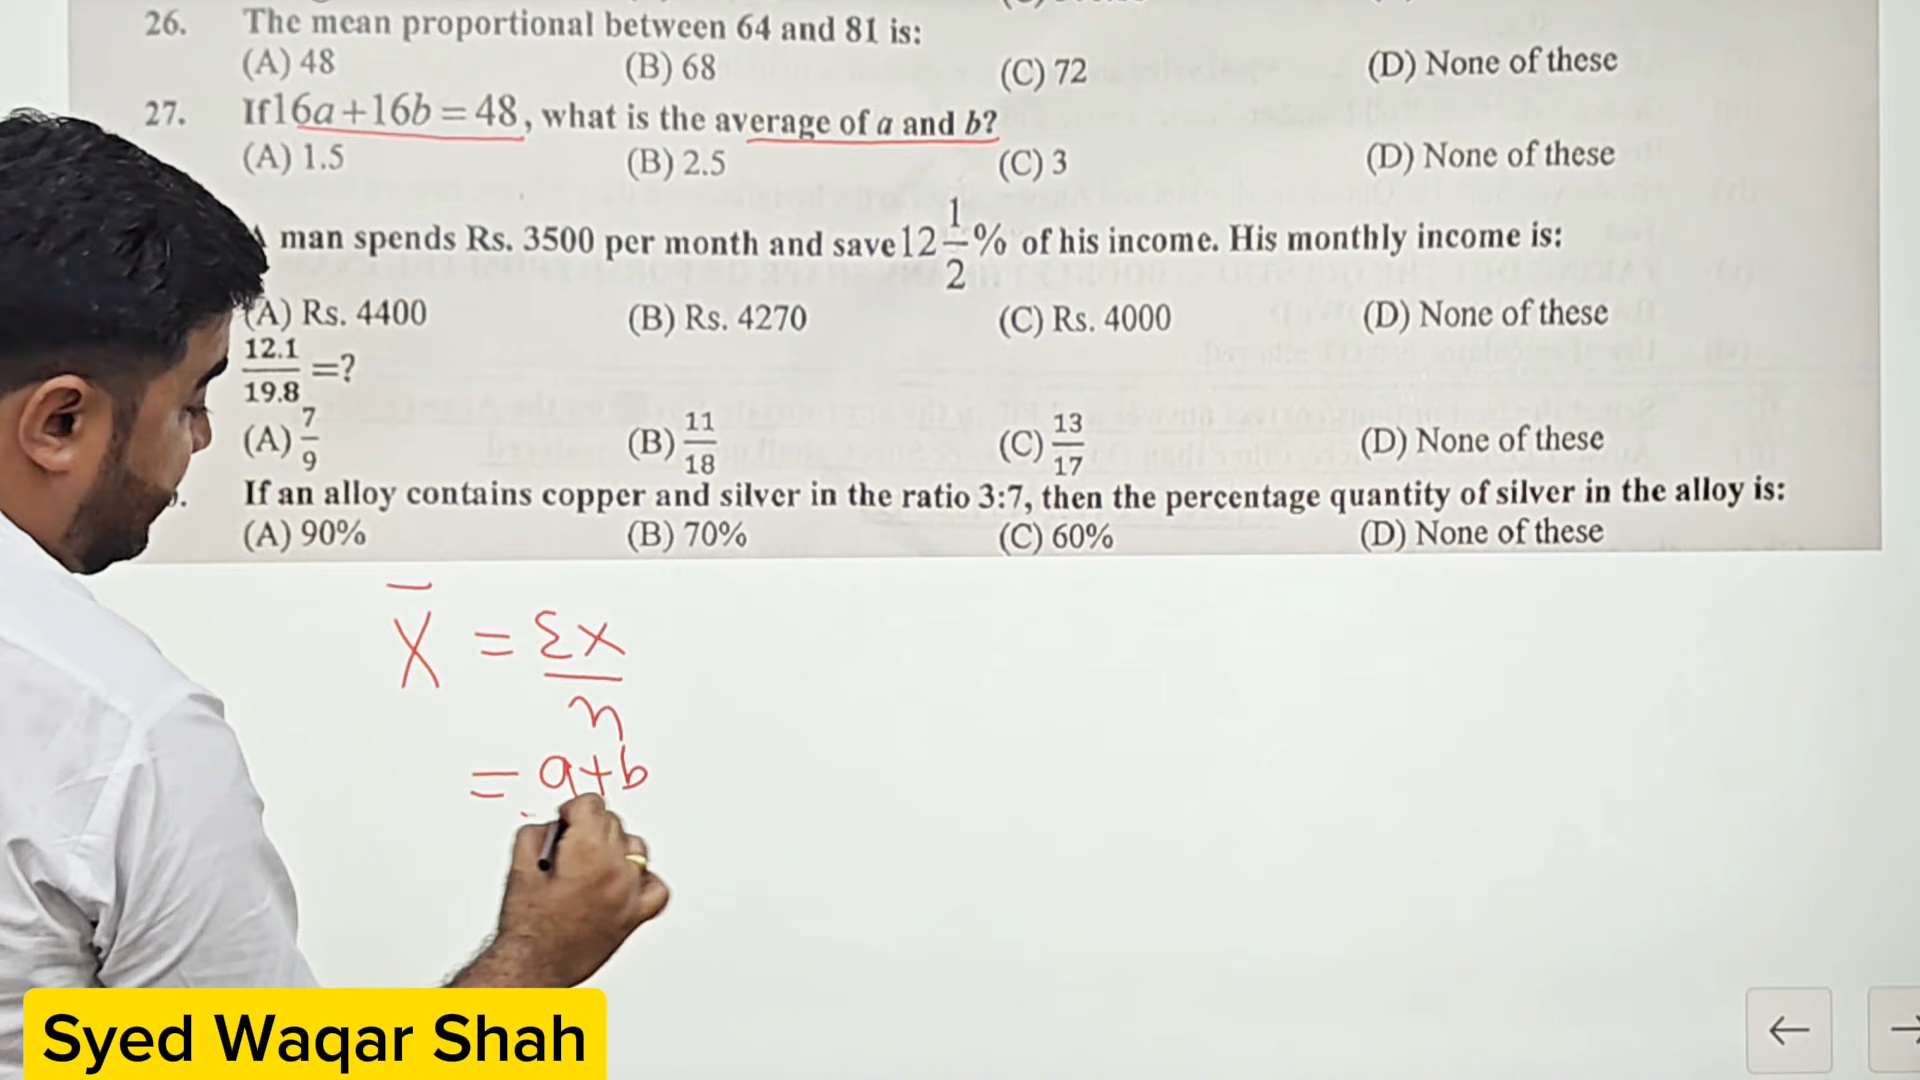 26. The mean proportional between 64 and 81 is:
(A) 48 (B) 68 (C) 72 (D) None of these
27. If 16a+16b=48, what is the average of a and b?
(A) 1.5 (B) 2.5 (C) 3 (D) None of these
man spends Rs. 3500 per month and save 12 1/2 % of his income. His monthly income is:
(A) Rs. 4400 (B) Rs. 4270 (C) Rs. 4000 (D) None of these
12.1/19.8 =?
(A) 7/9 (B) 11/18 (C) 13/17 (D) None of these
If an alloy contains copper and silver in the ratio 3:7, then the percentage quantity of silver in the alloy is:
(A) 90% (B) 70% (C) 60% (D) None of these
X̄ = Σx/n
= a+b
Syed Waqar Shah